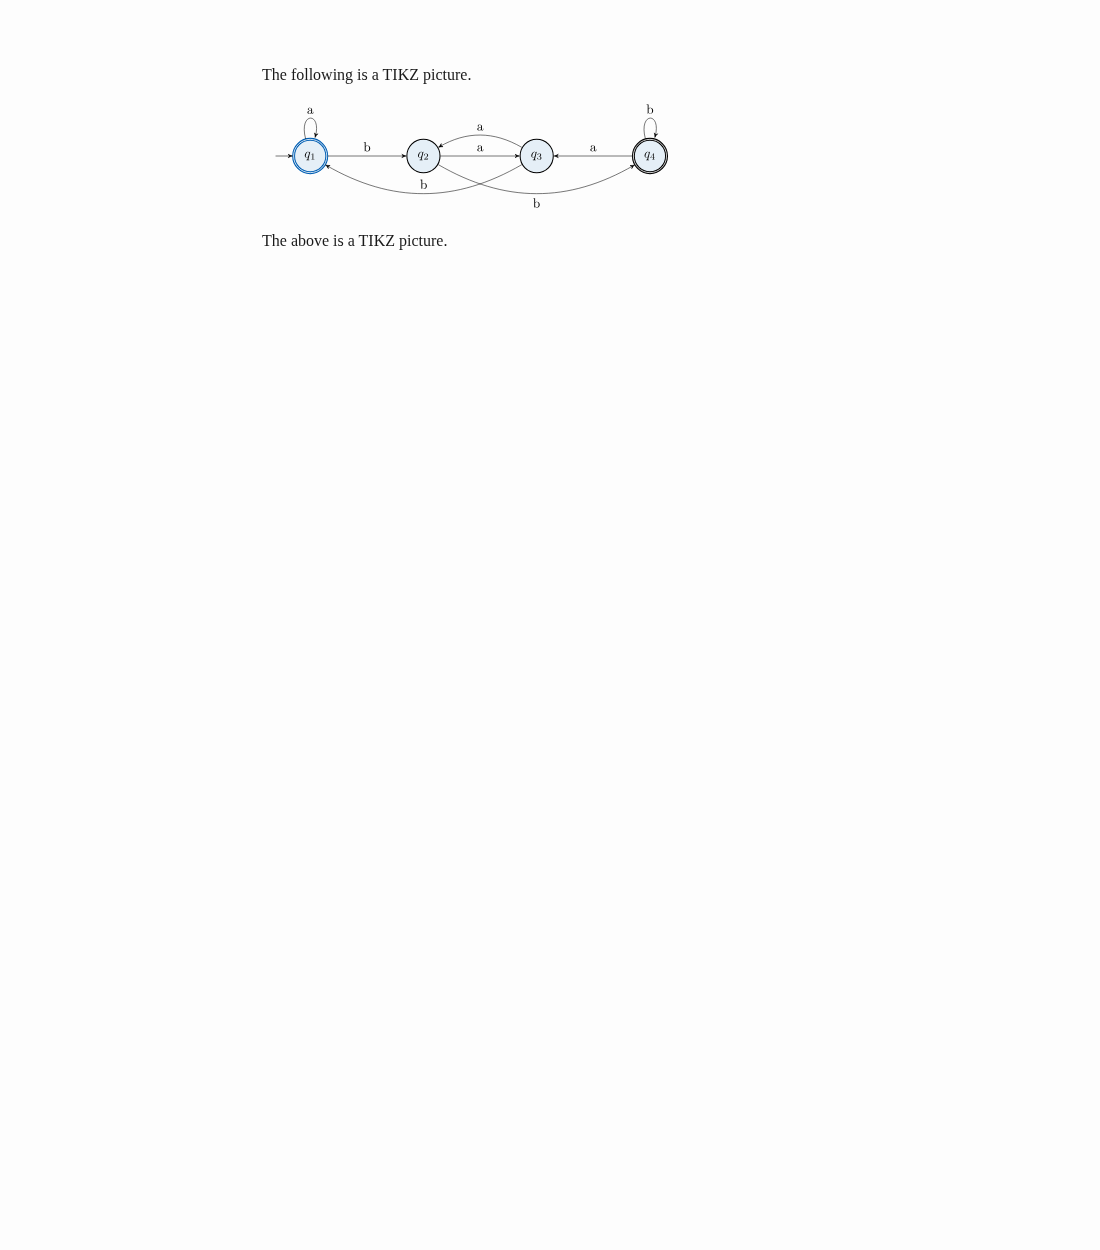 The following is a TIKZ picture.
a b
a
q1 b q2 a q3 a q4
b
b
The above is a TIKZ picture.